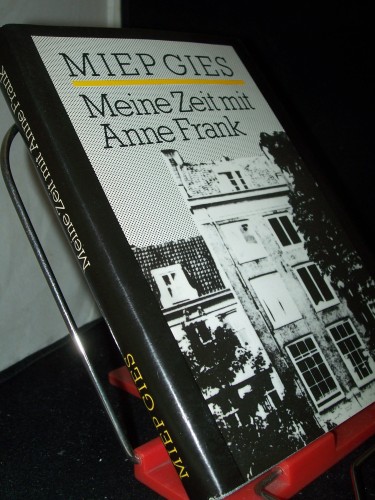 MIEP GIES
Meine Zeit mit
Anne Frank
Meine Zeit mit Anne Frank
MIEP GIES